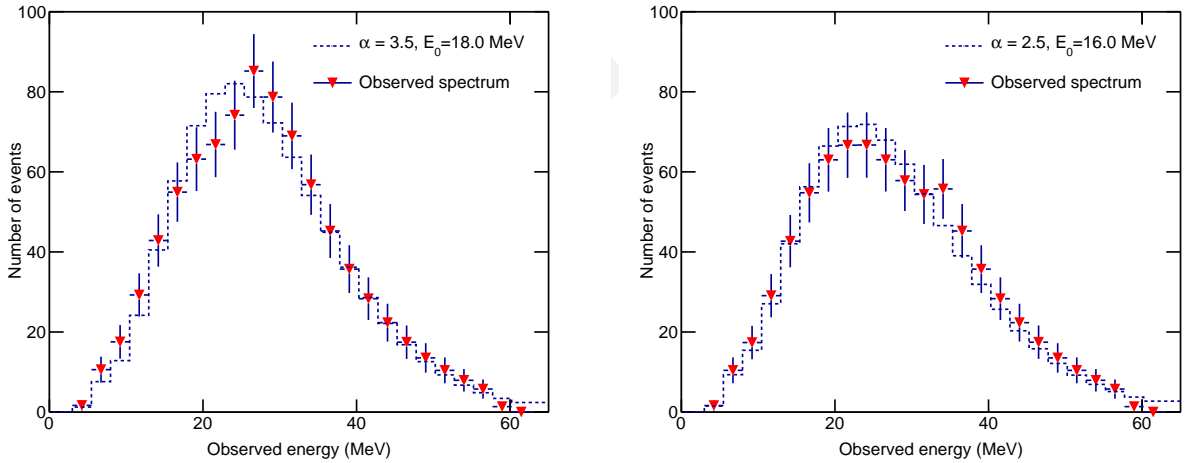 100
80
60
40
20
0
Number of events
α = 3.5, E0=18.0 MeV
Observed spectrum
0 20 40 60
Observed energy (MeV)
100
80
60
40
20
0
Number of events
α = 2.5, E0=16.0 MeV
Observed spectrum
0 20 40 60
Observed energy (MeV)